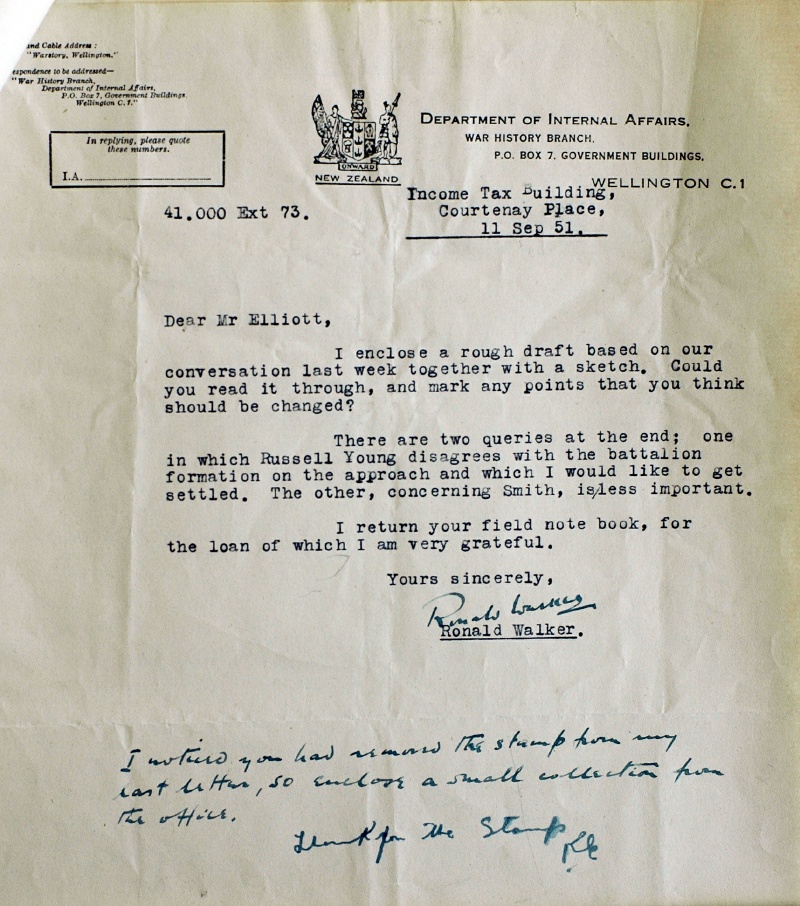 and Cable Address:
"Warstory, Wellington."
espondence to be addressed—
"War History Branch,
Department of Internal Affairs,
P.O. Box 7, Government Buildings,
Wellington C.1."
In replying, please quote
these numbers.
I.A.
ONWARD
NEW ZEALAND
DEPARTMENT OF INTERNAL AFFAIRS,
WAR HISTORY BRANCH,
P.O. BOX 7, GOVERNMENT BUILDINGS,
WELLINGTON C.1
Income Tax Building,
Courtenay Place,
11 Sep 51.
41.000 Ext 73.
Dear Mr Elliott,
I enclose a rough draft based on our
conversation last week together with a sketch. Could
you read it through, and mark any points that you think
should be changed?
There are two queries at the end; one
in which Russell Young disagrees with the battalion
formation on the approach and which I would like to get
settled. The other, concerning Smith, is/less important.
I return your field note book, for
the loan of which I am very grateful.
Yours sincerely,
Ronald Walker
Ronald Walker.
I noticed you had removed the stamp from my
last letter, so enclose a small collection from
the office.
Thank for the Stamp